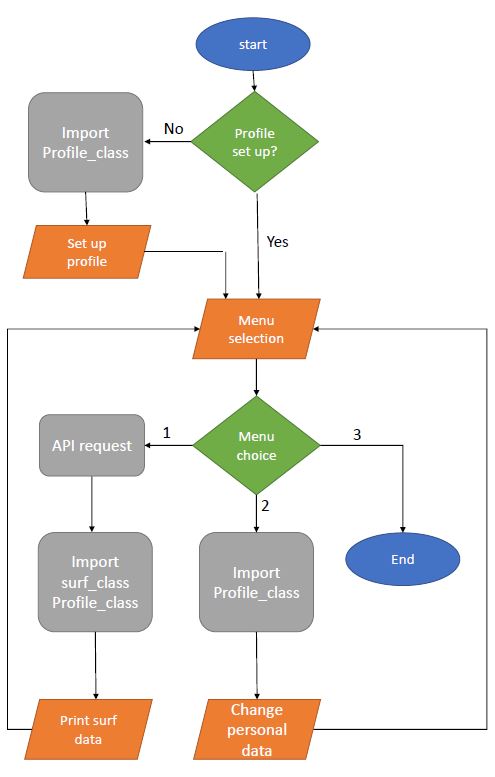 start
Profile
set up?
No
Import
Profile_class
Set up
profile
Yes
Menu
selection
Menu
choice
1
API request
2
3
Import
surf_class
Profile_class
Import
Profile_class
End
Print surf
data
Change
personal
data